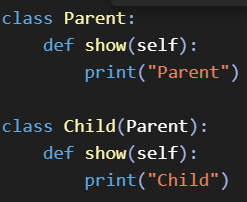 class Parent:
    def show(self):
        print("Parent")

class Child(Parent):
    def show(self):
        print("Child")